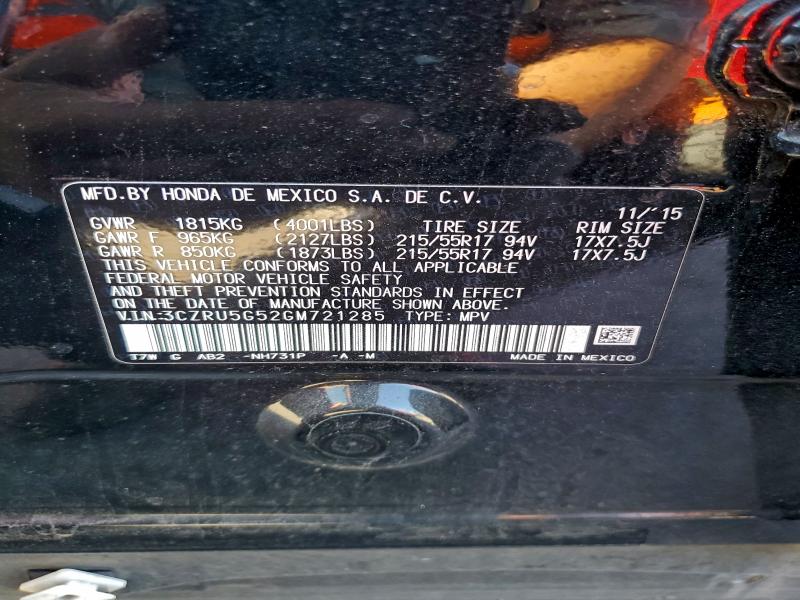 MFD.BY HONDA DE MEXICO S.A. DE C.V.
11/'15
GVWR 1815KG (4001LBS) TIRE SIZE RIM SIZE
GAWR F 965KG (2127LBS) 215/55R17 94V 17X7.5J
GAWR R 850KG (1873LBS) 215/55R17 94V 17X7.5J
THIS VEHICLE CONFORMS TO ALL APPLICABLE
FEDERAL MOTOR VEHICLE SAFETY
AND THEFT PREVENTION STANDARDS IN EFFECT
ON THE DATE OF MANUFACTURE SHOWN ABOVE.
V.I.N:3CZRU5G52GM721285 TYPE: MPV
T7W G AB2 -NH731P -A -M MADE IN MEXICO